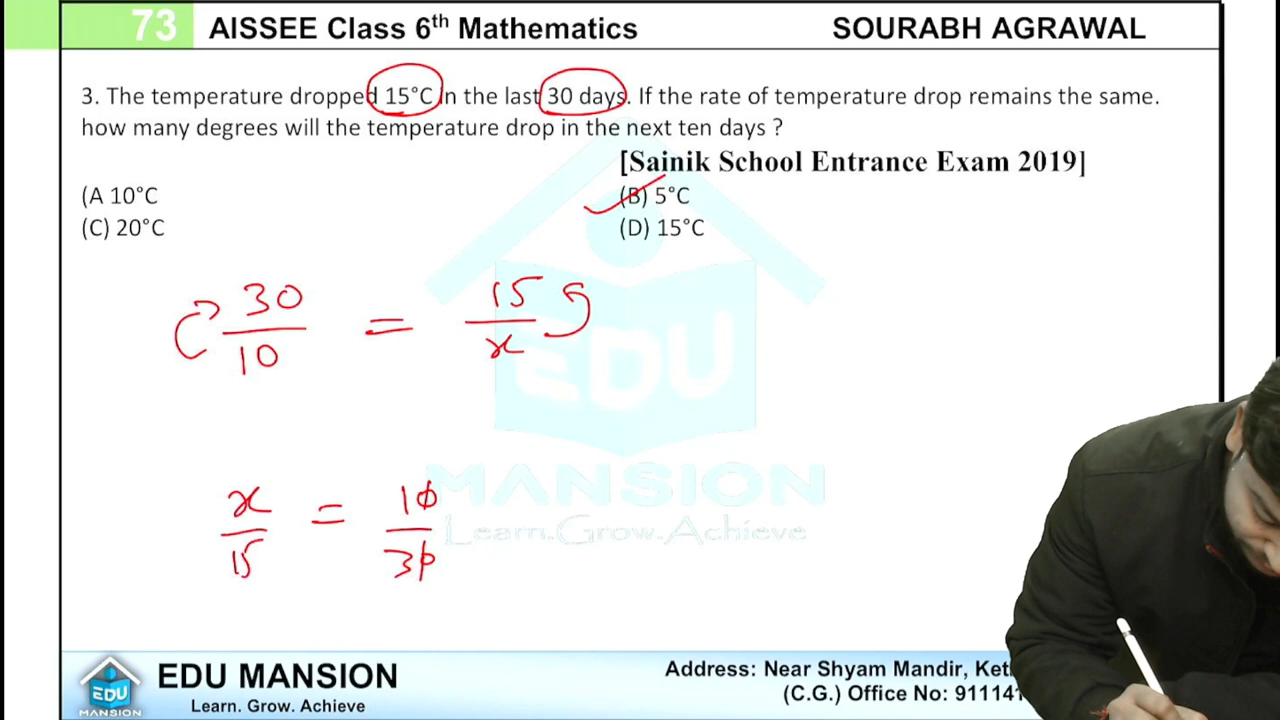 73 AISSEE Class 6th Mathematics SOURABH AGRAWAL
3. The temperature dropped 15°C in the last 30 days. If the rate of temperature drop remains the same.
how many degrees will the temperature drop in the next ten days ?
[Sainik School Entrance Exam 2019]
(A 10°C (B) 5°C
(C) 20°C (D) 15°C
30/10 = 15/x
x/15 = 10/30
EDU
MANSION
Learn.Grow.Achieve
EDU
MANSION
EDU MANSION
Learn. Grow. Achieve
Address: Near Shyam Mandir,
(C.G.) Office No: